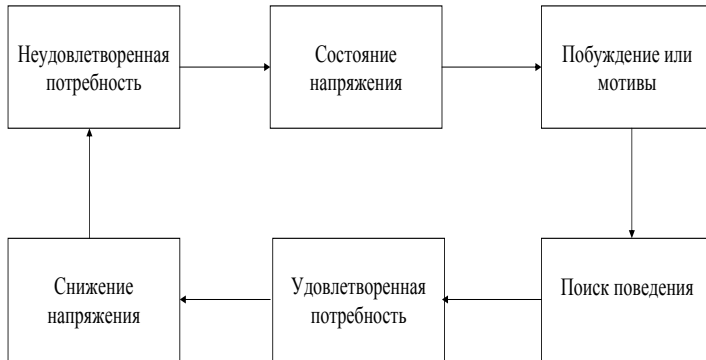 Неудовлетворенная
потребность
Состояние
напряжения
Побуждение или
мотивы
Снижение
напряжения
Удовлетворенная
потребность
Поиск поведения